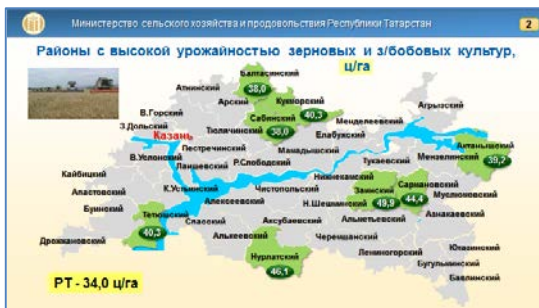 Министерство сельского хозяйства и продовольствия Республики Татарстан
2
Районы с высокой урожайностью зерновых и з/бобовых культур,
ц/га
Балтасинский
38,0
Атнинский
Арский
Кукморский
40,3
Сабинский
38,0
В.Горский
З.Дольский
Казань
Тюлячинский
Менделеевский
Агрызский
Елабужский
Пестречинский
Мамадышский
Актанышский
39,2
В.Услонский
Лаишевский
Р.Слободский
Тукаевский
Мензелинский
Кайбицкий
Нижнекамский
К.Устьинский
Чистопольский
Заинский
49,9
Сармановский
44,4
Апастовский
Муслюмовский
Алексеевский
Н.Шешминский
Буинский
Тетюшский
40,3
Спасский
Аксубаевский
Альметьевский
Азнакаевский
Дрожжановский
Алькеевский
Черемшанский
Нурлатский
46,1
Лениногорский
Ютазинский
Бугульминский
Бавлинский
РТ - 34,0 ц/га